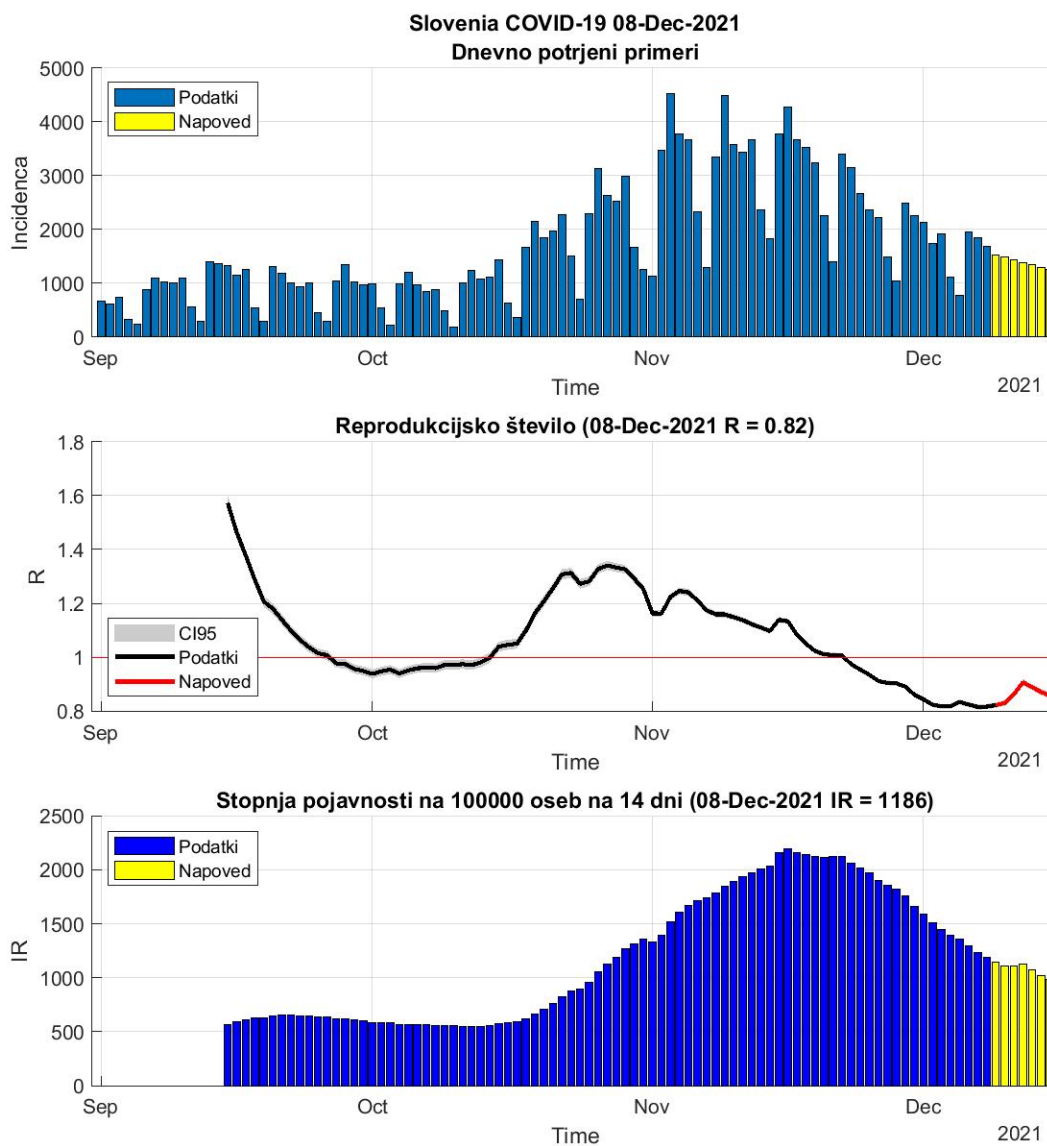 Slovenia COVID-19 08-Dec-2021
Dnevno potrjeni primeri
5000
4000
3000
2000
1000
0
Incidenca
Podatki
Napoved
Sep
Oct
Nov
Dec
Time
2021
Reprodukcijsko število (08-Dec-2021 R = 0.82)
1.8
1.6
1.4
1.2
1
0.8
R
CI95
Podatki
Napoved
Sep
Oct
Nov
Dec
Time
2021
Stopnja pojavnosti na 100000 oseb na 14 dni (08-Dec-2021 IR = 1186)
2500
2000
1500
1000
500
0
IR
Podatki
Napoved
Sep
Oct
Nov
Dec
Time
2021